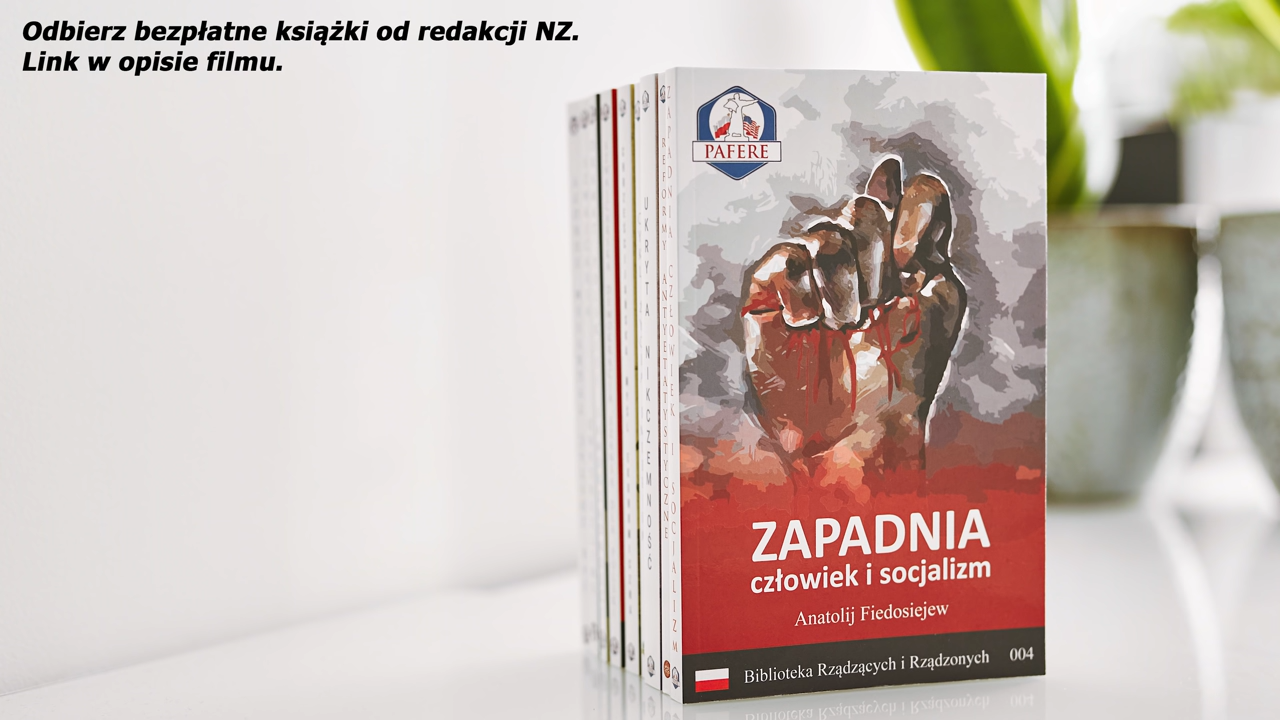 Odbierz bezpłatne książki od redakcji NZ.
Link w opisie filmu.
PAFERE
ZAPADNIA
człowiek i socjalizm
Anatolij Fiedosiejew
Biblioteka Rządzących i Rządzonych 004
ZAPADNIA CZŁOWIEK I SOCJALIZM
REFORMY ANTYETATYSTYCZNE
UKRYTA NIKCZEMNOŚĆ